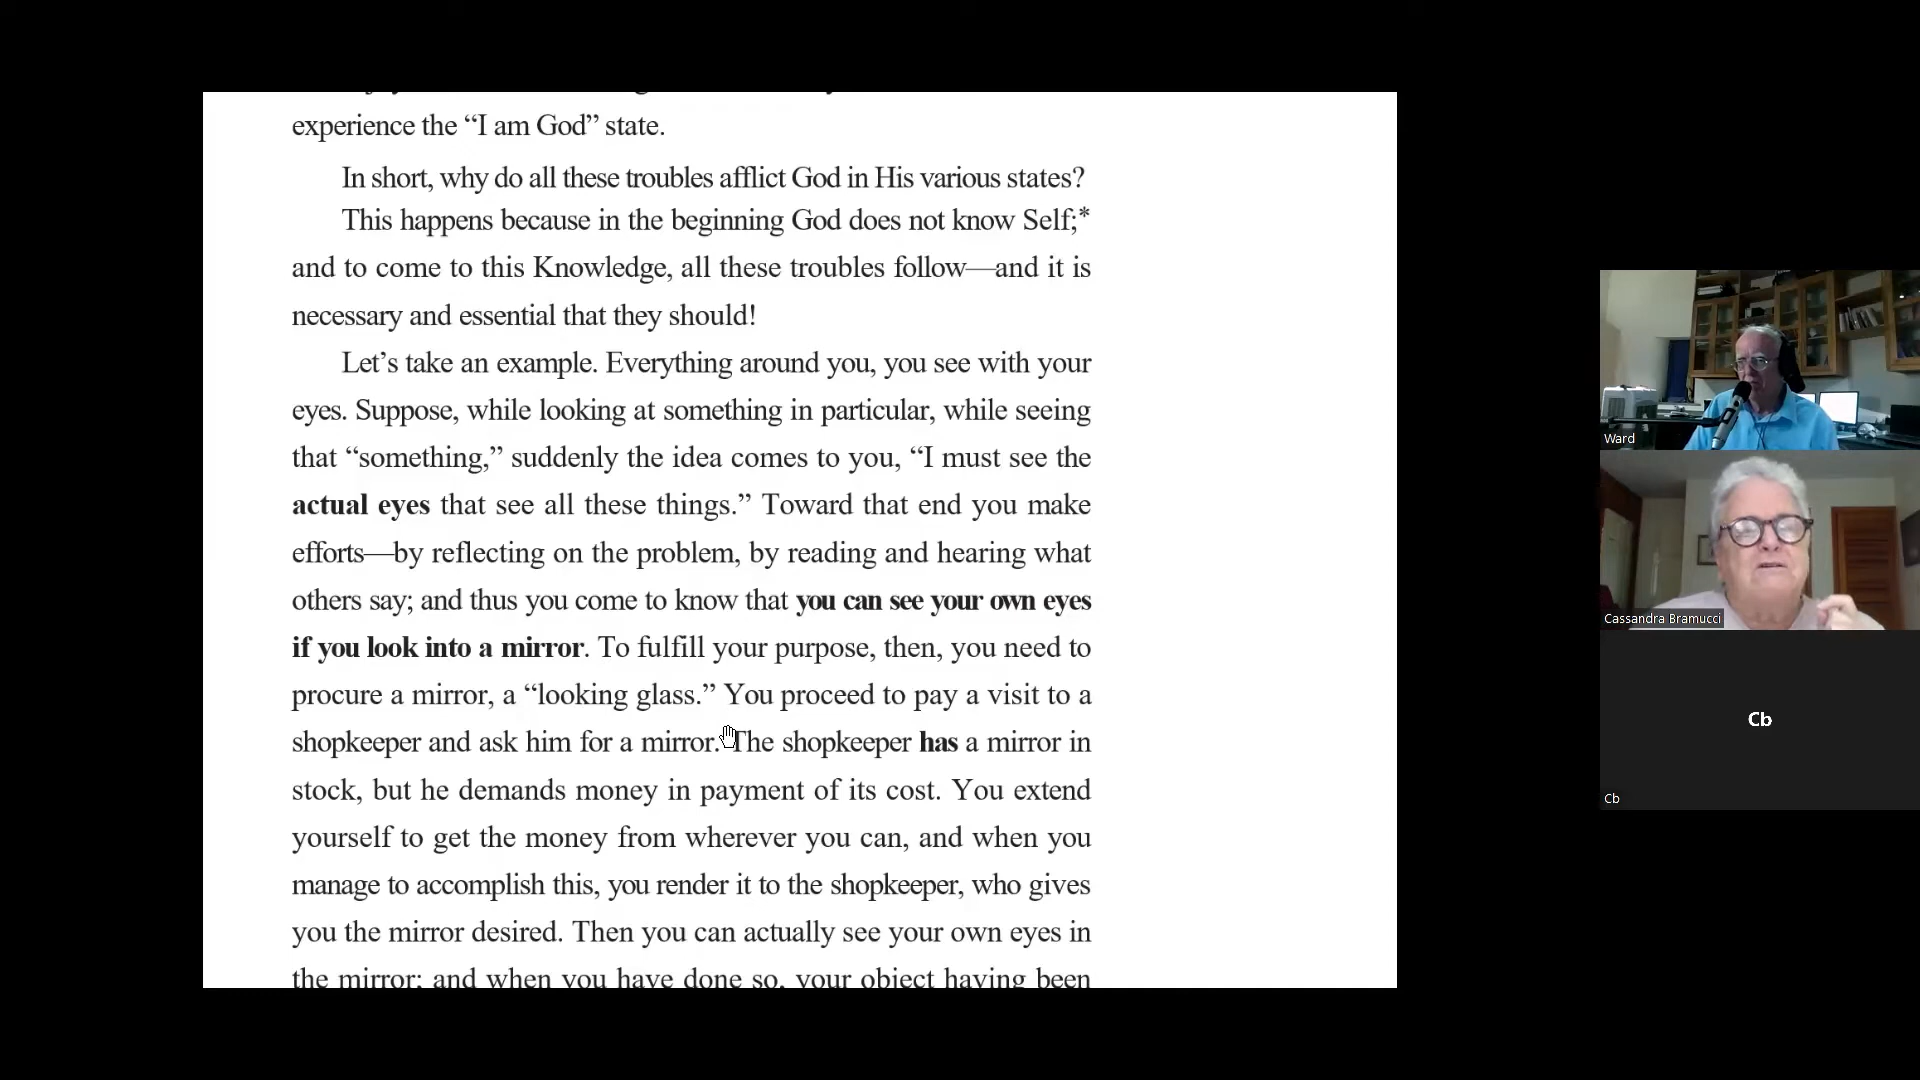 experience the “I am God” state.
In short, why do all these troubles afflict God in His various states?
This happens because in the beginning God does not know Self;*
and to come to this Knowledge, all these troubles follow—and it is
necessary and essential that they should!
Let’s take an example. Everything around you, you see with your
eyes. Suppose, while looking at something in particular, while seeing
that “something,” suddenly the idea comes to you, “I must see the
actual eyes that see all these things.” Toward that end you make
efforts—by reflecting on the problem, by reading and hearing what
others say; and thus you come to know that you can see your own eyes
if you look into a mirror. To fulfill your purpose, then, you need to
procure a mirror, a “looking glass.” You proceed to pay a visit to a
shopkeeper and ask him for a mirror. The shopkeeper has a mirror in
stock, but he demands money in payment of its cost. You extend
yourself to get the money from wherever you can, and when you
manage to accomplish this, you render it to the shopkeeper, who gives
you the mirror desired. Then you can actually see your own eyes in
the mirror; and when you have done so, your object having been
Ward
Cassandra Bramucci
Cb
Cb